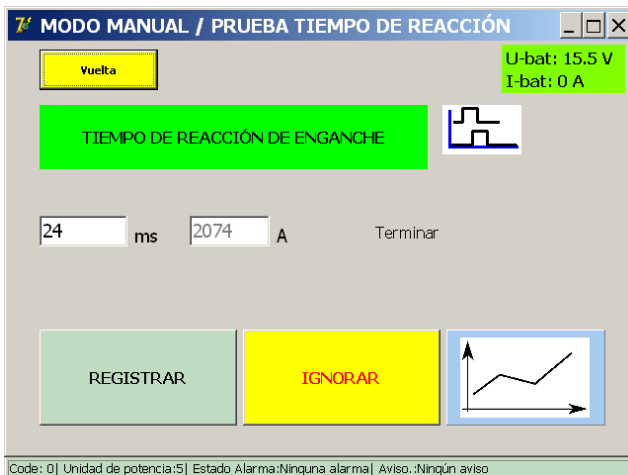 MODO MANUAL / PRUEBA TIEMPO DE REACCIÓN
Vuelta
U-bat: 15.5 V
I-bat: 0 A
TIEMPO DE REACCIÓN DE ENGANCHE
24 ms 2074 A Terminar
REGISTRAR IGNORAR
Code: 0| Unidad de potencia:5| Estado Alarma:Ninguna alarma| Aviso.:Ningún aviso